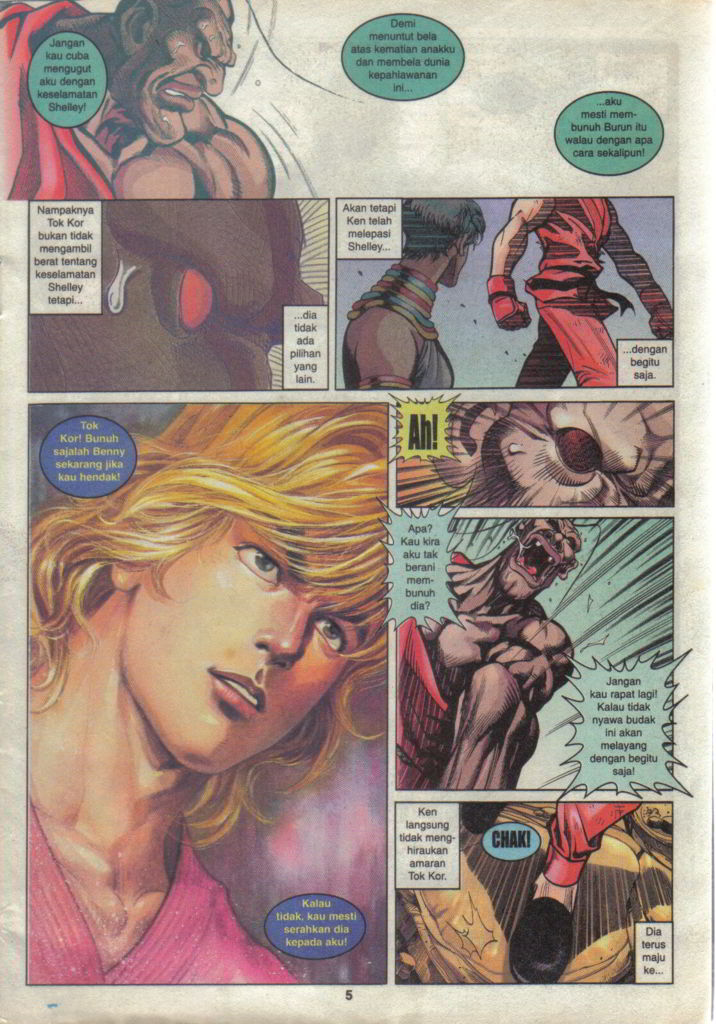 Jangan
kau cuba
mengugut
aku dengan
keselamatan
Shelley!
Demi
menuntut bela
atas kematian anakku
dan membela dunia
kepahlawanan
ini...
...aku
mesti mem-
bunuh Burun itu
walau dengan apa
cara sekalipun!
Nampaknya
Tok Kor
bukan tidak
mengambil
berat tentang
keselamatan
Shelley
tetapi...
...dia
tidak
ada
pilihan
yang
lain.
Akan tetapi
Ken telah
melepasi
Shelley...
...dengan
begitu
saja.
Tok
Kor! Bunuh
sajalah Benny
sekarang jika
kau hendak!
Kalau
tidak, kau mesti
serahkan dia
kepada aku!
Ah!
Apa?
Kau kira
aku tak
berani
mem-
bunuh
dia?
Jangan
kau rapat lagi!
Kalau tidak
nyawa budak
ini akan
melayang
dengan begitu
saja!
Ken
langsung
tidak meng-
hiraukan
amaran
Tok Kor.
CHAK!
Dia
terus
maju
ke...
5